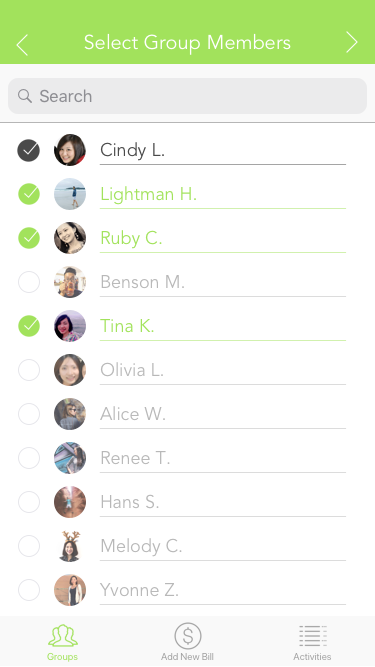 Select Group Members
Search
Cindy L.
Lightman H.
Ruby C.
Benson M.
Tina K.
Olivia L.
Alice W.
Renee T.
Hans S.
Melody C.
Yvonne Z.
Groups
Add New Bill
Activities